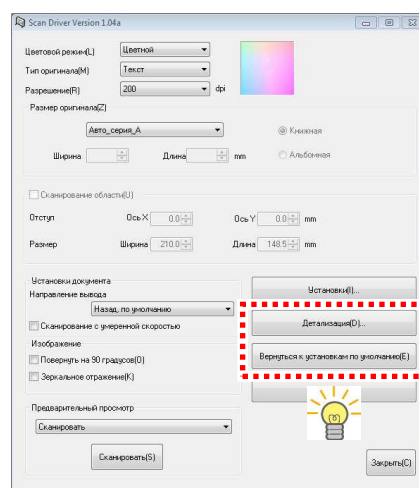 Scan Driver Version 1.04a
Цветовой режим(L) Цветной
Тип оригинала(M) Текст
Разрешение(R) 200 dpi
Размер оригинала(Z)
Авто_серия_A Книжная
Ширина Длина mm Альбомная
Сканирование области(U)
Отступ Ось X 0.0 Ось Y 0.0 mm
Размер Ширина 210.0 Длина 148.5 mm
Установки документа
Установки(I)...
Направление вывода
Назад, по умолчанию
Детализация(D)...
Сканирование с умеренной скоростью
Изображение
Повернуть на 90 градусов(O)
Вернуться к установкам по умолчанию(E)
Зеркальное отражение(K)
Предварительный просмотр
Сканировать
Сканировать(S)
Закрыть(C)